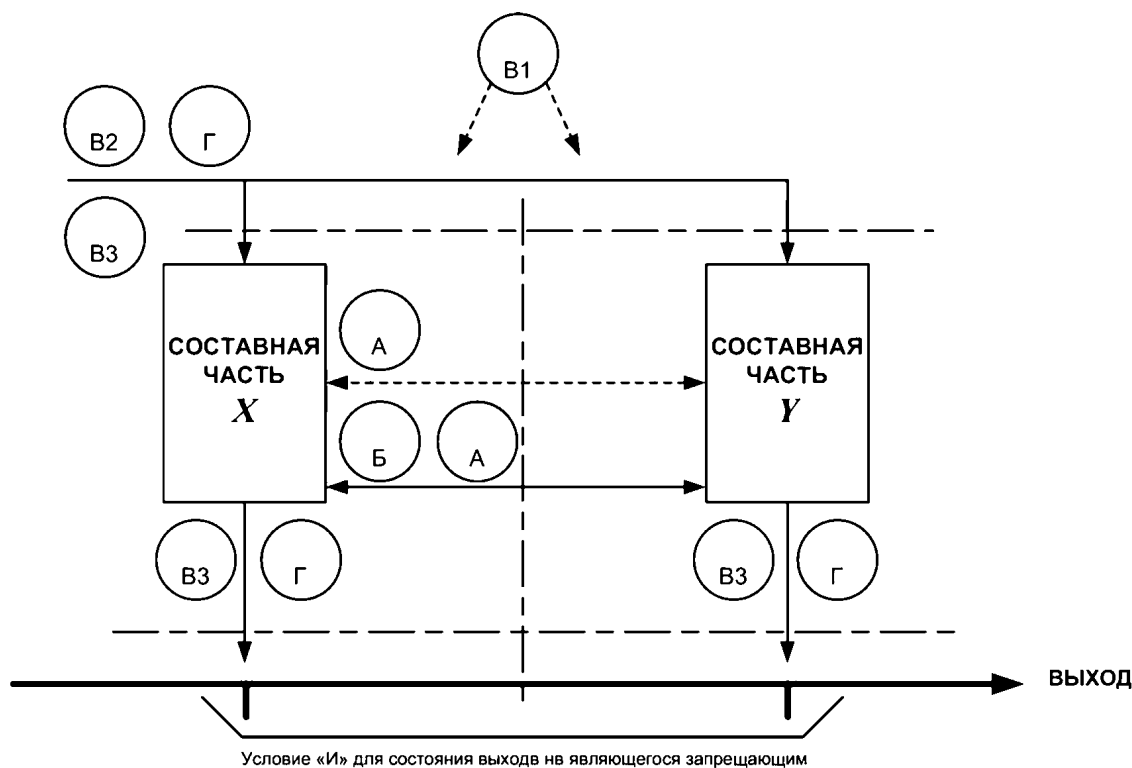 В1
В2
Г
В3
СОСТАВНАЯ
ЧАСТЬ
X
А
Б
А
СОСТАВНАЯ
ЧАСТЬ
Y
В3
Г
В3
Г
ВЫХОД
Условие «И» для состояния выходв нв являющегося запрещающим